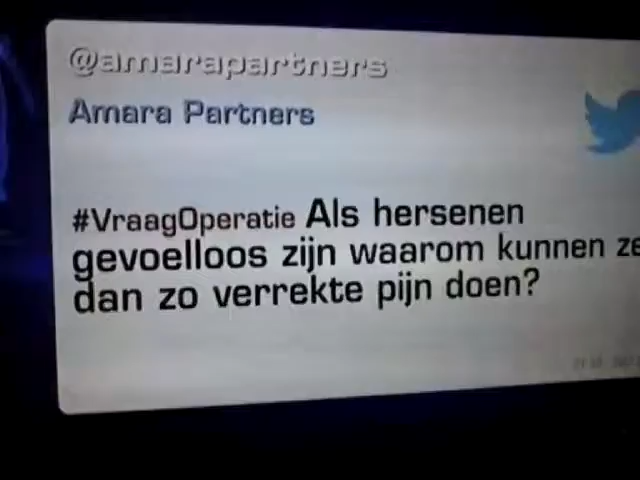 @amarapartners
Amara Partners
#VraagOperatie Als hersenen
gevoelloos zijn waarom kunnen ze
dan zo verrekte pijn doen?